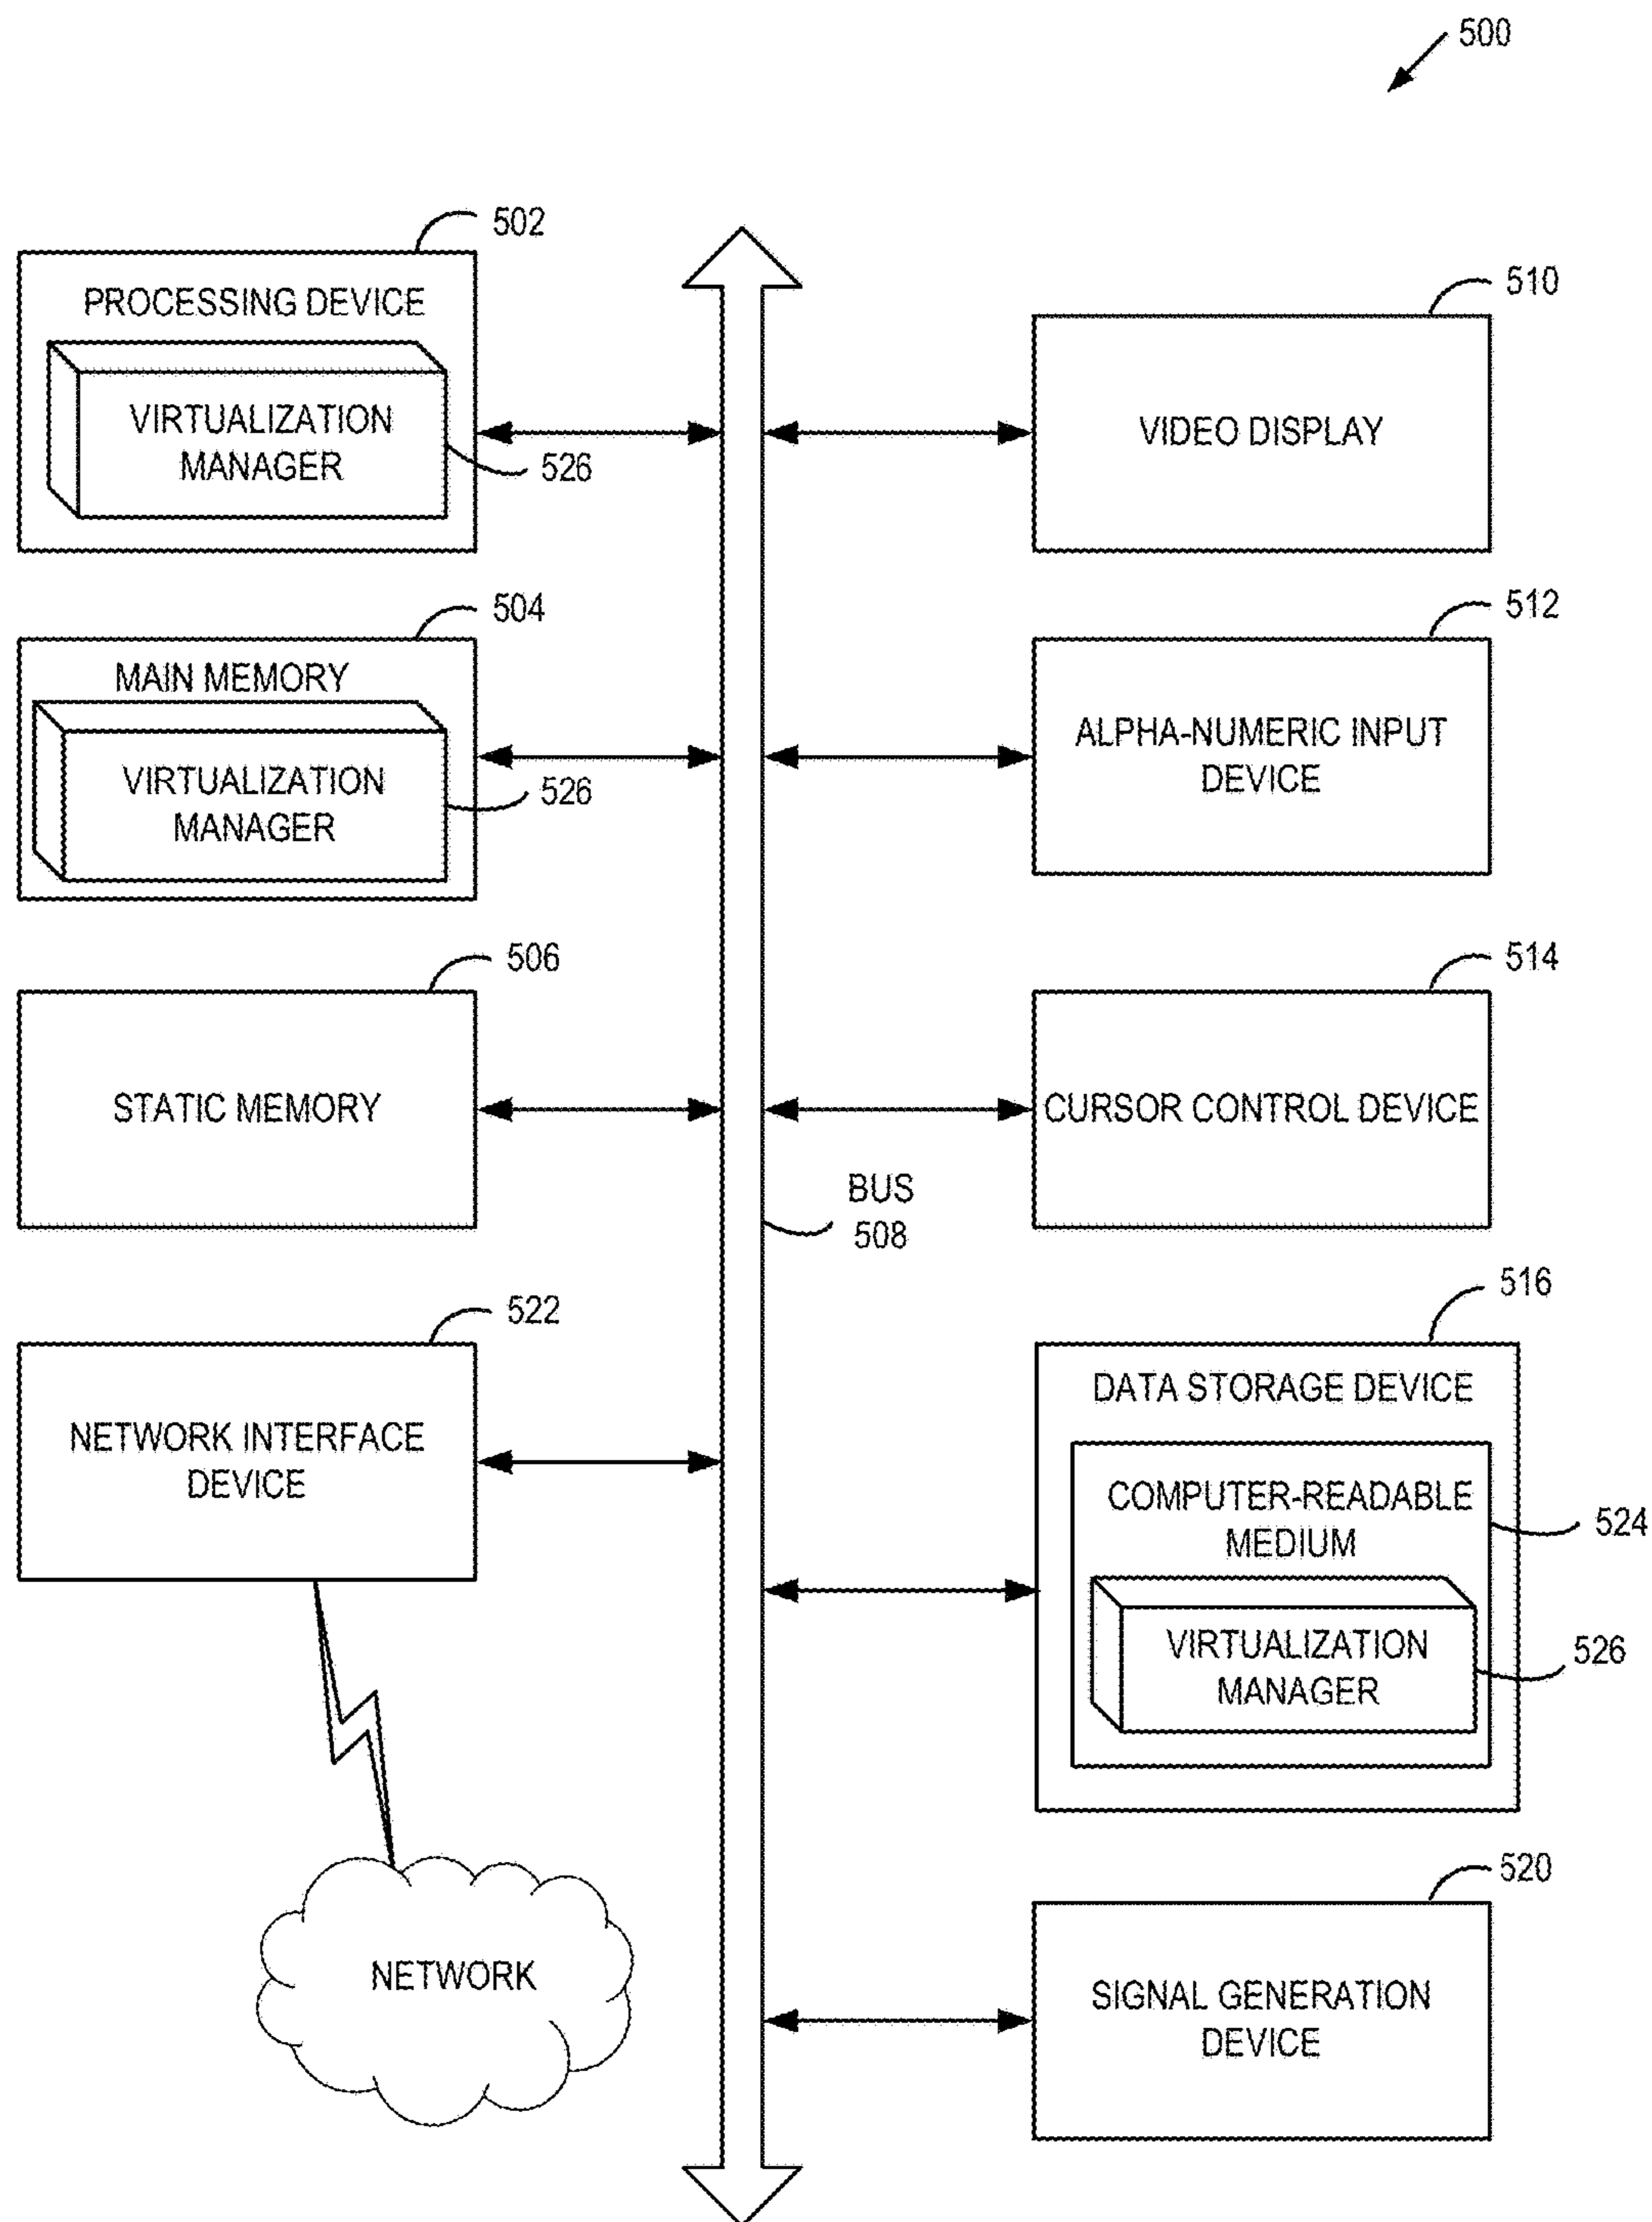 500
502
PROCESSING DEVICE
VIRTUALIZATION
MANAGER
526
510
VIDEO DISPLAY
504
MAIN MEMORY
VIRTUALIZATION
MANAGER
526
512
ALPHA-NUMERIC INPUT
DEVICE
506
STATIC MEMORY
514
CURSOR CONTROL DEVICE
BUS
508
522
NETWORK INTERFACE
DEVICE
516
DATA STORAGE DEVICE
COMPUTER-READABLE
MEDIUM
524
VIRTUALIZATION
MANAGER
526
NETWORK
520
SIGNAL GENERATION
DEVICE